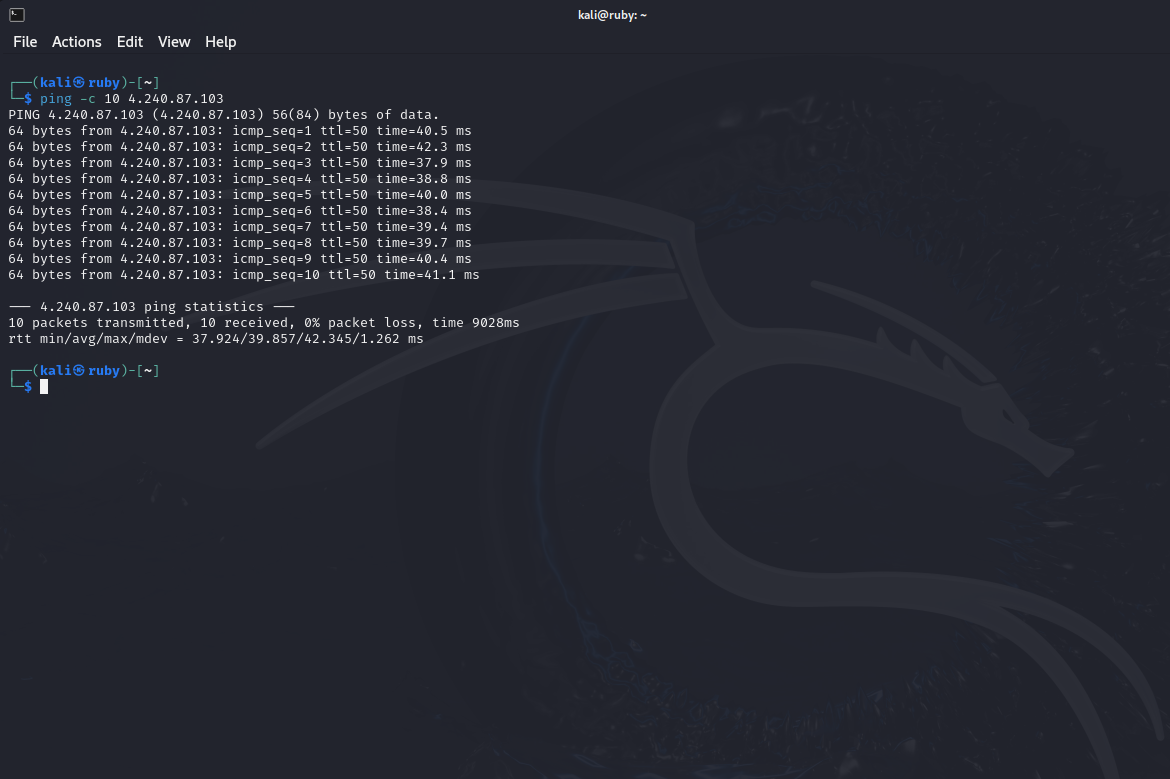 kali@ruby: ~
File Actions Edit View Help
┌──(kali㉿ruby)-[~]
└─$ ping -c 10 4.240.87.103
PING 4.240.87.103 (4.240.87.103) 56(84) bytes of data.
64 bytes from 4.240.87.103: icmp_seq=1 ttl=50 time=40.5 ms
64 bytes from 4.240.87.103: icmp_seq=2 ttl=50 time=42.3 ms
64 bytes from 4.240.87.103: icmp_seq=3 ttl=50 time=37.9 ms
64 bytes from 4.240.87.103: icmp_seq=4 ttl=50 time=38.8 ms
64 bytes from 4.240.87.103: icmp_seq=5 ttl=50 time=40.0 ms
64 bytes from 4.240.87.103: icmp_seq=6 ttl=50 time=38.4 ms
64 bytes from 4.240.87.103: icmp_seq=7 ttl=50 time=39.4 ms
64 bytes from 4.240.87.103: icmp_seq=8 ttl=50 time=39.7 ms
64 bytes from 4.240.87.103: icmp_seq=9 ttl=50 time=40.4 ms
64 bytes from 4.240.87.103: icmp_seq=10 ttl=50 time=41.1 ms
--- 4.240.87.103 ping statistics ---
10 packets transmitted, 10 received, 0% packet loss, time 9028ms
rtt min/avg/max/mdev = 37.924/39.857/42.345/1.262 ms
┌──(kali㉿ruby)-[~]
└─$